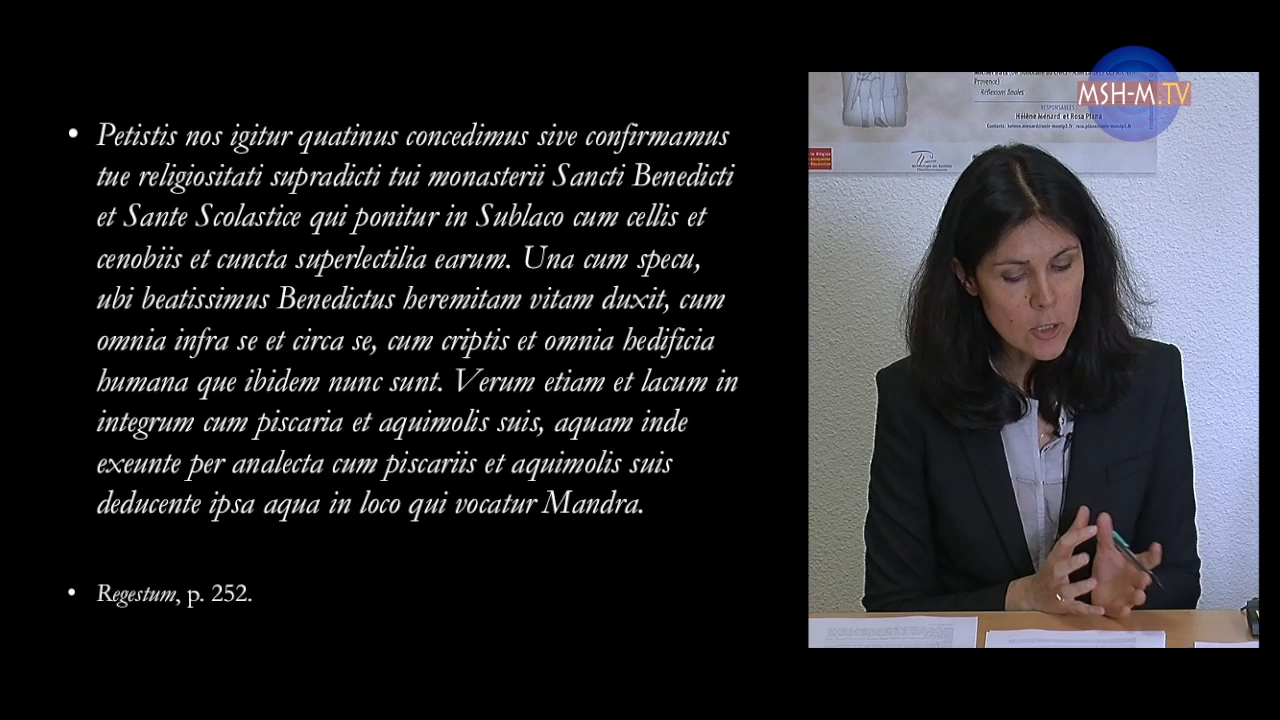 • Petistis nos igitur quatinus concedimus sive confirmamus
tue religiositati supradicti tui monasterii Sancti Benedicti
et Sante Scolastice qui ponitur in Sublaco cum cellis et
cenobiis et cuncta superlectilia earum. Una cum specu,
ubi beatissimus Benedictus heremitam vitam duxit, cum
omnia infra se et circa se, cum criptis et omnia hedificia
humana que ibidem nunc sunt. Verum etiam et lacum in
integrum cum piscaria et aquimolis suis, aquam inde
exeunte per analecta cum piscariis et aquimolis suis
deducente ipsa aqua in loco qui vocatur Mandra.
• Regestum, p. 252.
MSH-M.TV
Provence)
Réflexions finales
RESPONSABLES
Hélène Ménard et Rosa Plana